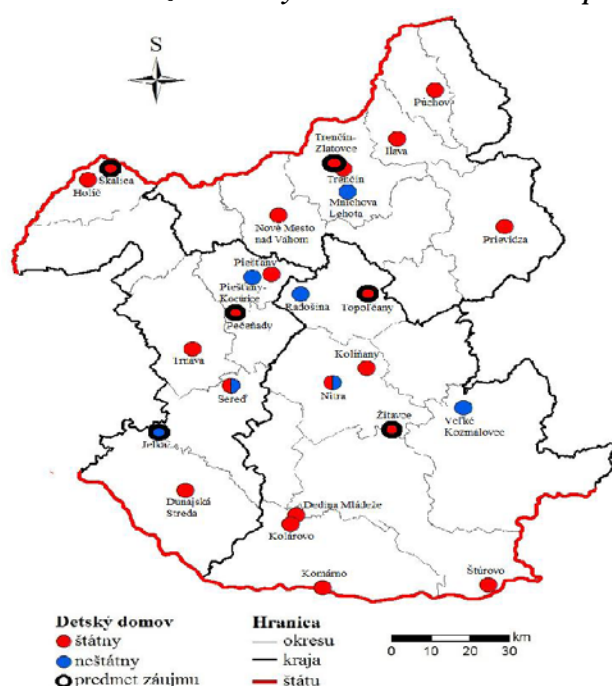 S
Púchov
Ilava
Trenčín-
Zlatovce
Trenčín
Mníchova
Lehota
Skalica
Holíč
Nové Mesto
nad Váhom
Prievidza
Piešťany
Piešťany-
Kocurice
Radošina
Topoľčany
Pečeňady
Trnava
Kolíňany
Sereď
Nitra
Žitavce
Veľké
Kozmálovce
Jelka
Dunajská
Streda
Dedina Mládeže
Kolárovo
Komárno
Štúrovo
Detský domov
štátny
neštátny
predmet záujmu
Hranica
okresu
kraja
štátu
km
0 10 20 30